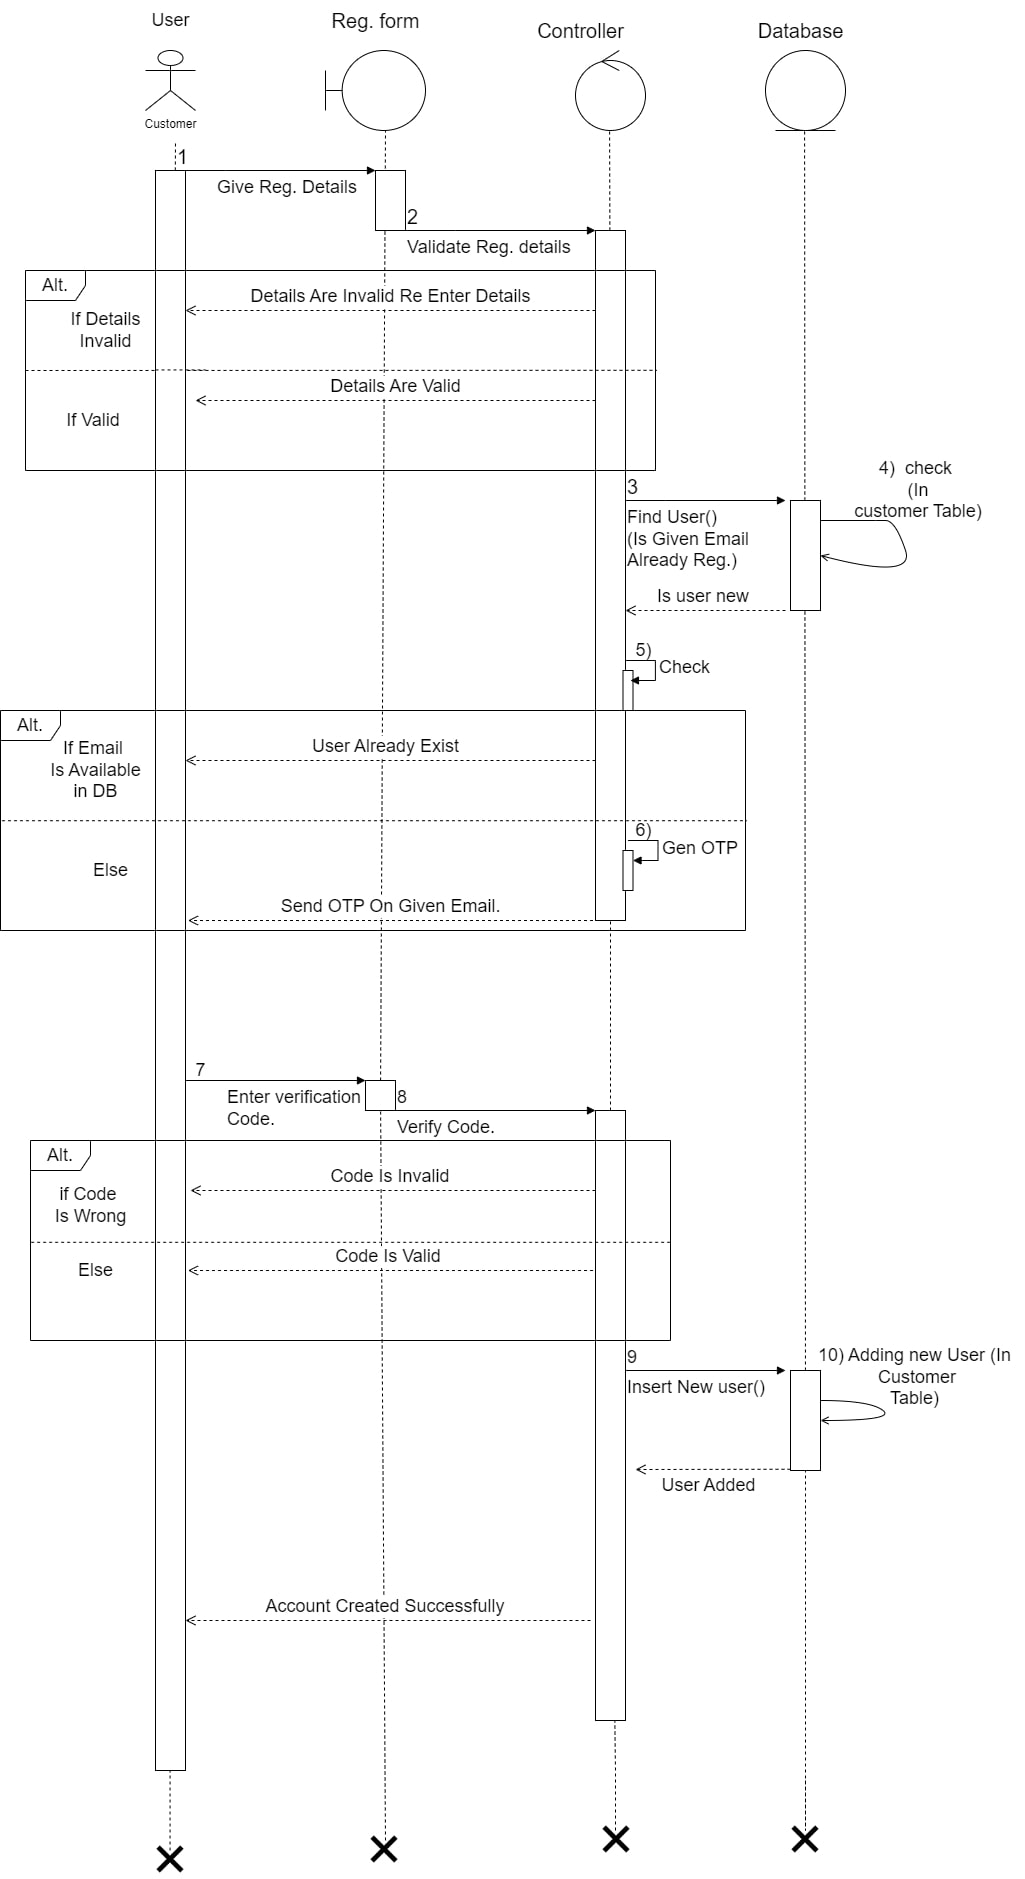 User
Reg. form
Controller
Database
Customer
1
Give Reg. Details
2
Validate Reg. details
Alt.
Details Are Invalid Re Enter Details
If Details
Invalid
Details Are Valid
If Valid
3
Find User()
(Is Given Email
Already Reg.)
4) check
(In
customer Table)
Is user new
5)
Check
Alt.
If Email
Is Available
in DB
User Already Exist
6)
Gen OTP
Else
Send OTP On Given Email.
7
Enter verification
Code.
8
Verify Code.
Alt.
Code Is Invalid
if Code
Is Wrong
Code Is Valid
Else
9
Insert New user()
10) Adding new User (In
Customer
Table)
User Added
Account Created Successfully